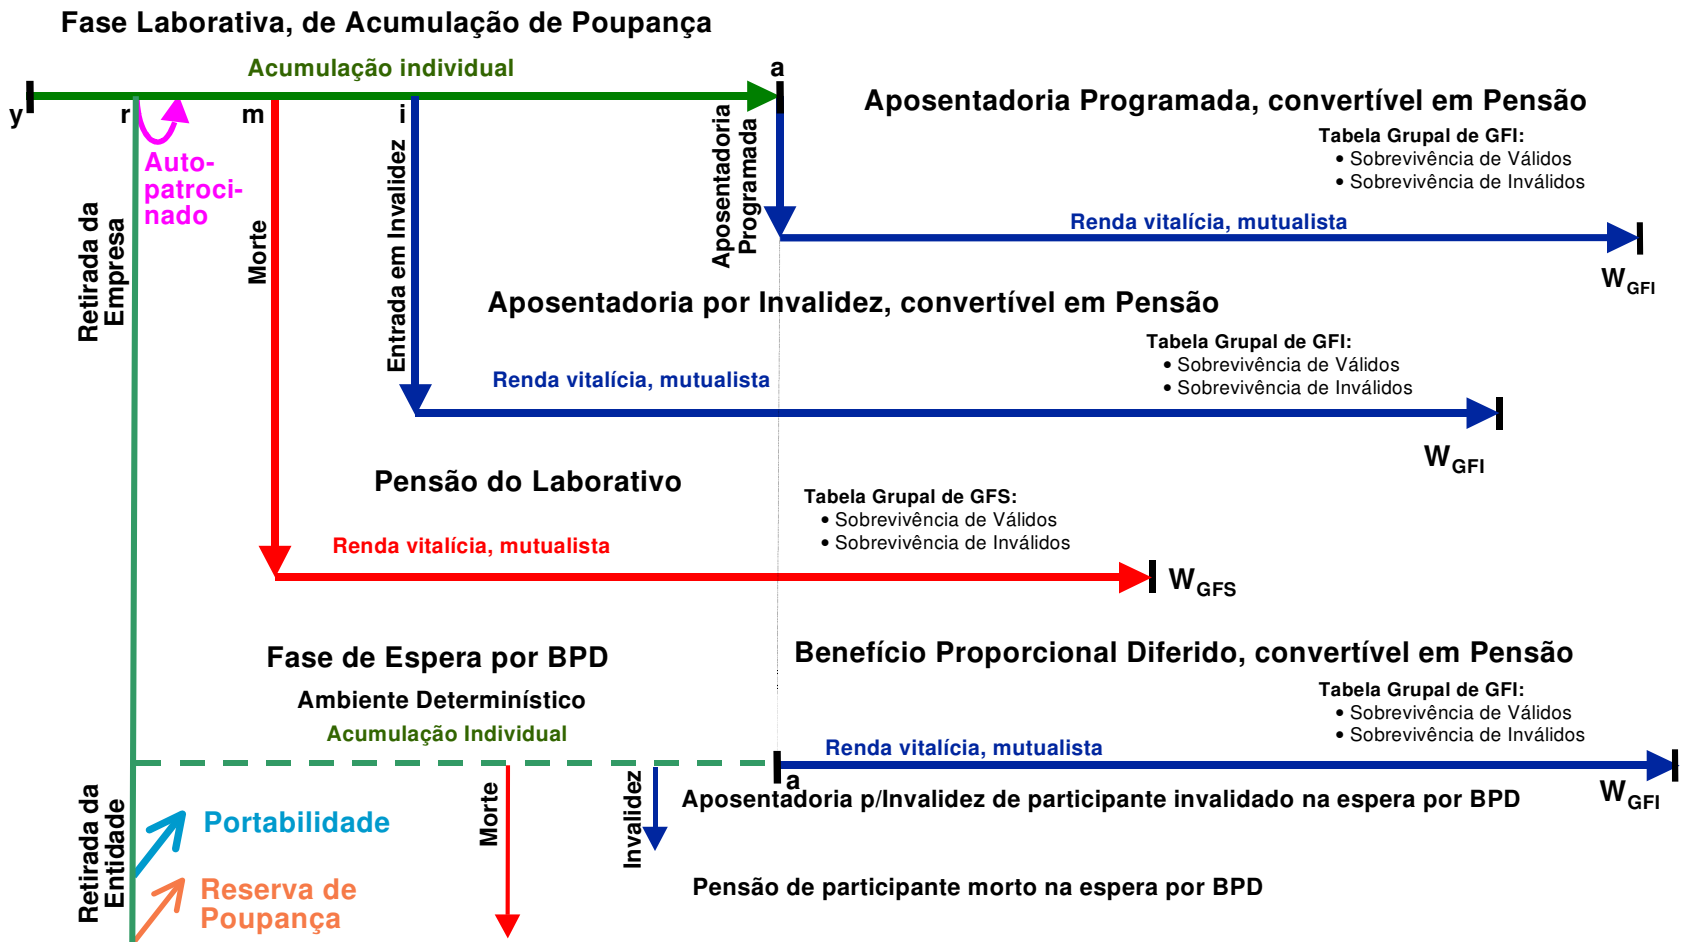 Fase Laborativa, de Acumulação de Poupança
Acumulação individual
a
y
r
m
i
Auto-
patroci-
nado
Retirada da
Empresa
Morte
Entrada em Invalidez
Aposentadoria
Programada
Aposentadoria Programada, convertível em Pensão
Tabela Grupal de GFI:
• Sobrevivência de Válidos
• Sobrevivência de Inválidos
Renda vitalícia, mutualista
W GFI
Aposentadoria por Invalidez, convertível em Pensão
Tabela Grupal de GFI:
• Sobrevivência de Válidos
• Sobrevivência de Inválidos
Renda vitalícia, mutualista
W GFI
Pensão do Laborativo
Tabela Grupal de GFS:
• Sobrevivência de Válidos
• Sobrevivência de Inválidos
Renda vitalícia, mutualista
W GFS
Fase de Espera por BPD
Ambiente Determinístico
Acumulação Individual
Benefício Proporcional Diferido, convertível em Pensão
Tabela Grupal de GFI:
• Sobrevivência de Válidos
• Sobrevivência de Inválidos
Renda vitalícia, mutualista
a
W GFI
Retirada da
Entidade
Portabilidade
Reserva de
Poupança
Morte
Invalidez
Aposentadoria p/Invalidez de participante invalidado na espera por BPD
Pensão de participante morto na espera por BPD